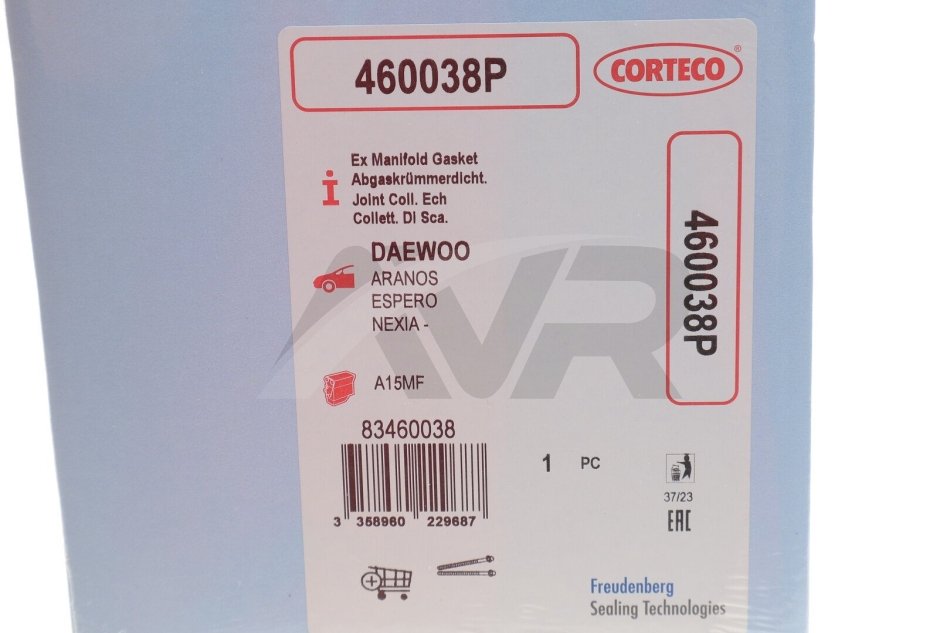 460038P
CORTECO®
Ex Manifold Gasket
Abgaskrümmerdicht.
Joint Coll. Ech
Collett. DI Sca.
DAEWOO
ARANOS
ESPERO
NEXIA -
A15MF
460038P
83460038
3 358960 229687
1 PC
37/23
EAC
Freudenberg
Sealing Technologies
AVR